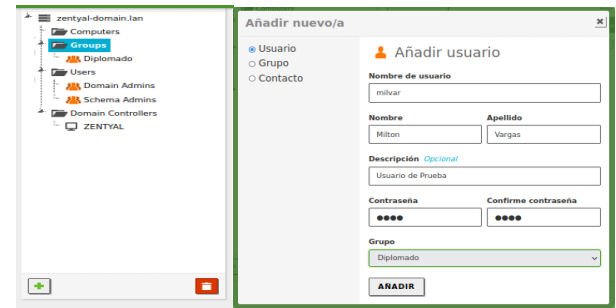 zentyal-domain.lan
Computers
Groups
Diplomado
Users
Domain Admins
Schema Admins
Domain Controllers
ZENTYAL
Añadir nuevo/a
Usuario
Grupo
Contacto
Añadir usuario
Nombre de usuario
milvar
Nombre Apellido
Milton Vargas
Descripción Opcional
Usuario de Prueba
Contraseña Confirme contraseña
Grupo
Diplomado
AÑADIR